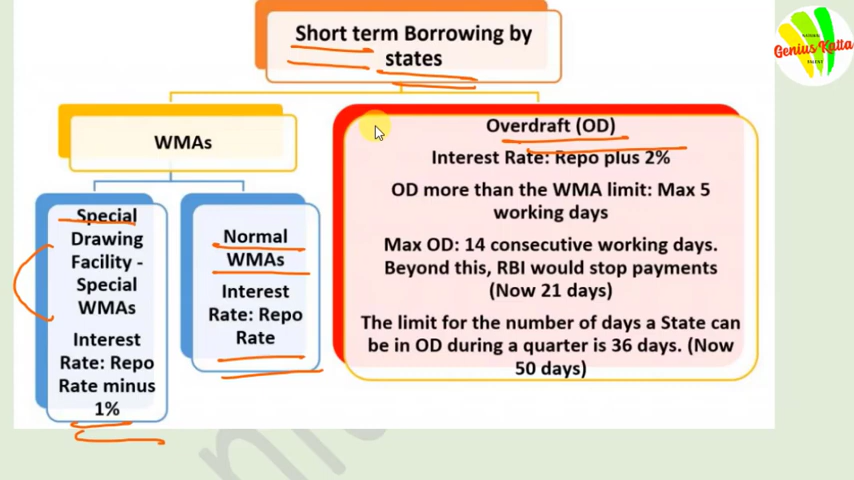 Short term Borrowing by
states
NATURAL
Genius Katta
TALENT
WMAs
Special
Drawing
Facility -
Special
WMAs
Interest
Rate: Repo
Rate minus
1%
Normal
WMAs
Interest
Rate: Repo
Rate
Overdraft (OD)
Interest Rate: Repo plus 2%
OD more than the WMA limit: Max 5
working days
Max OD: 14 consecutive working days.
Beyond this, RBI would stop payments
(Now 21 days)
The limit for the number of days a State can
be in OD during a quarter is 36 days. (Now
50 days)